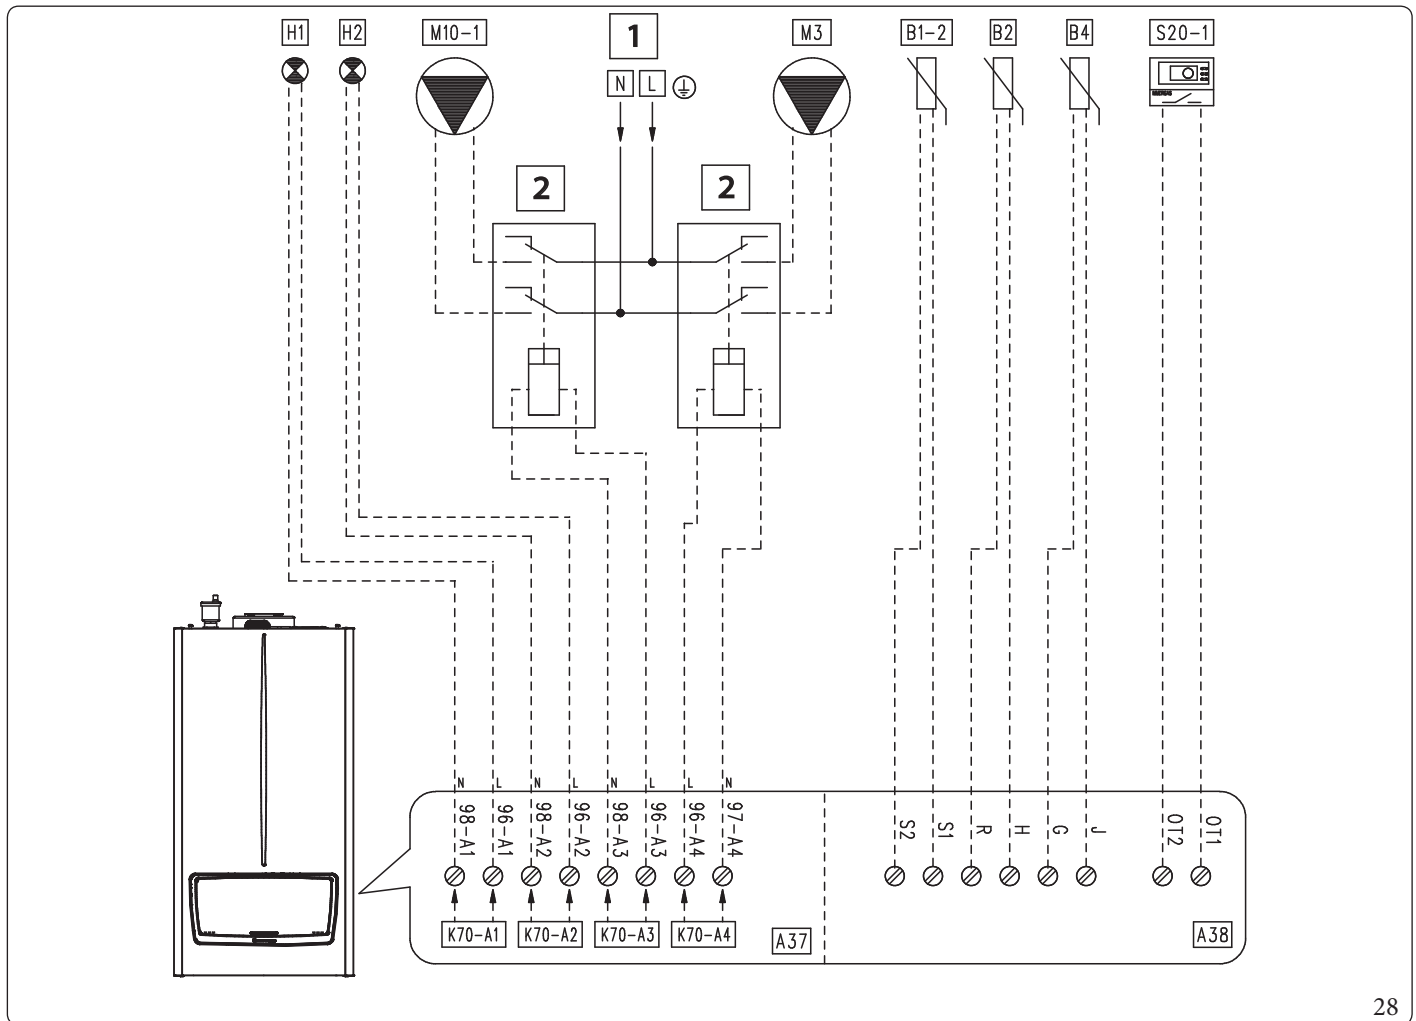 H1 H2 M10-1 1 M3 B1-2 B2 B4 S20-1
N L
IMMERGAS
2 2
N L N L N L L N
98-A1 96-A1 98-A2 96-A2 98-A3 96-A3 96-A4 97-A4 S2 S1 R H G J OT2 OT1
K70-A1 K70-A2 K70-A3 K70-A4 A37 A38
28